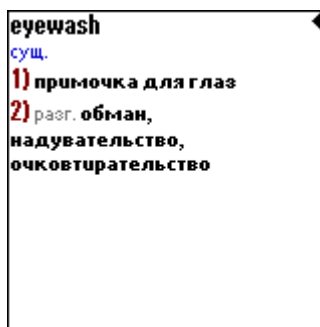 eyewash
сущ.
1) примочка для глаз
2) разг. обман,
надувательство,
очковтирательство